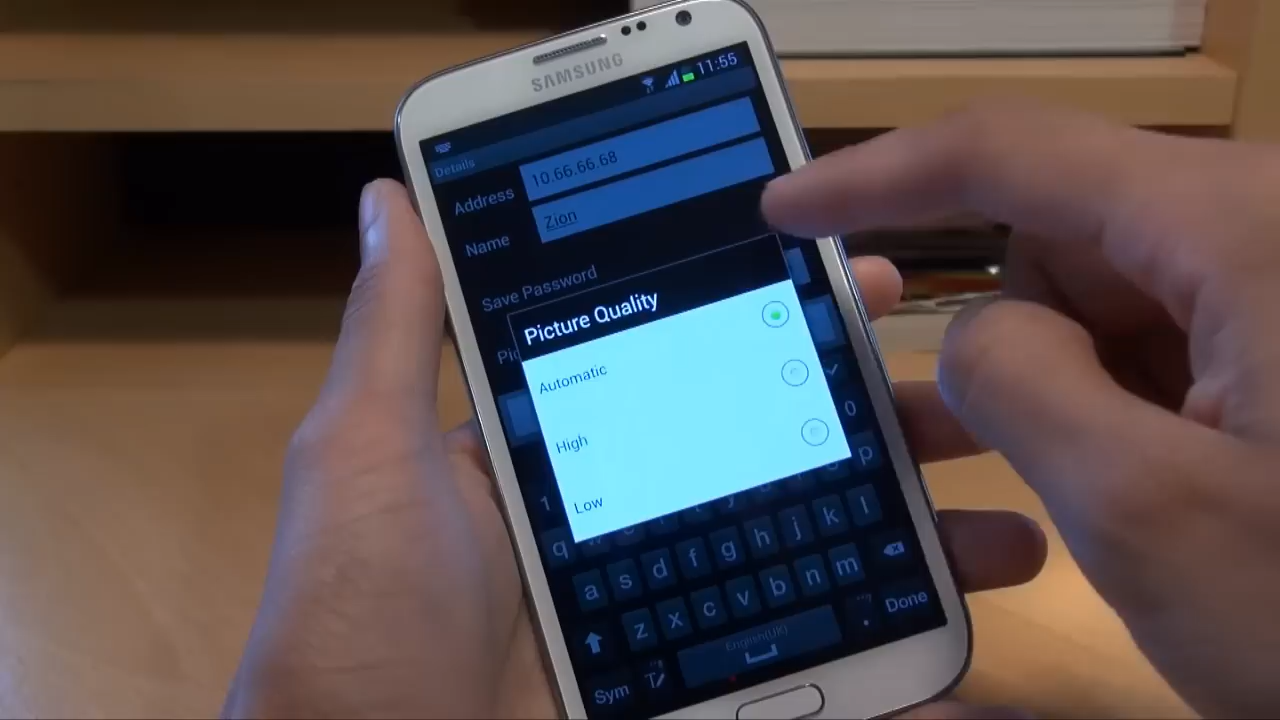 SAMSUNG
11:55
Details
Address 10.66.66.68
Name Zion
Save Password
Pic
Picture Quality
Automatic
High
Low
1 0
q p
a s d f g h j k l
z x c v b n m
Sym English(UK) . Done